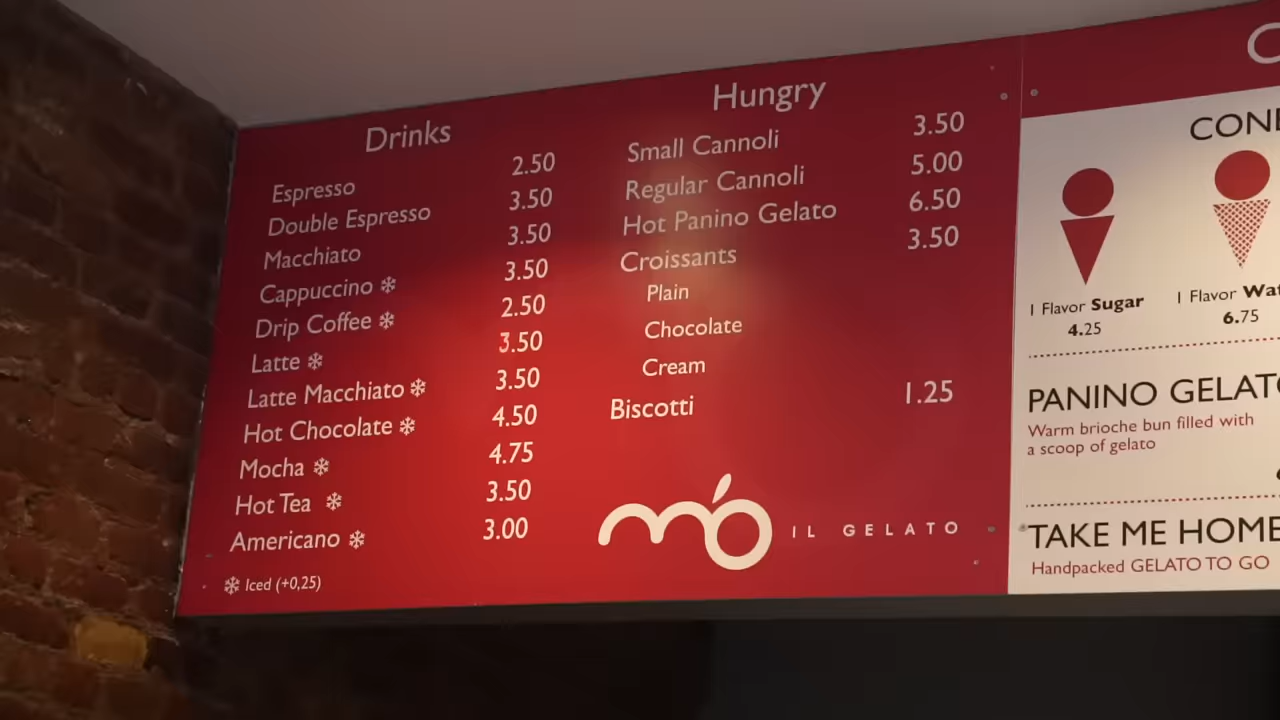 Drinks
Espresso 2.50
Double Espresso 3.50
Macchiato 3.50
Cappuccino ❄ 3.50
Drip Coffee ❄ 2.50
Latte ❄ 3.50
Latte Macchiato ❄ 3.50
Hot Chocolate ❄ 4.50
Mocha ❄ 4.75
Hot Tea ❄ 3.50
Americano ❄ 3.00
❄ Iced (+0,25)
Hungry
Small Cannoli 3.50
Regular Cannoli 5.00
Hot Panino Gelato 6.50
Croissants 3.50
Plain
Chocolate
Cream
Biscotti 1.25
mó IL GELATO
1 Flavor Sugar
4.25
1 Flavor
6.75
PANINO GELATO
Warm brioche bun filled with
a scoop of gelato
TAKE ME HOME
Handpacked GELATO TO GO